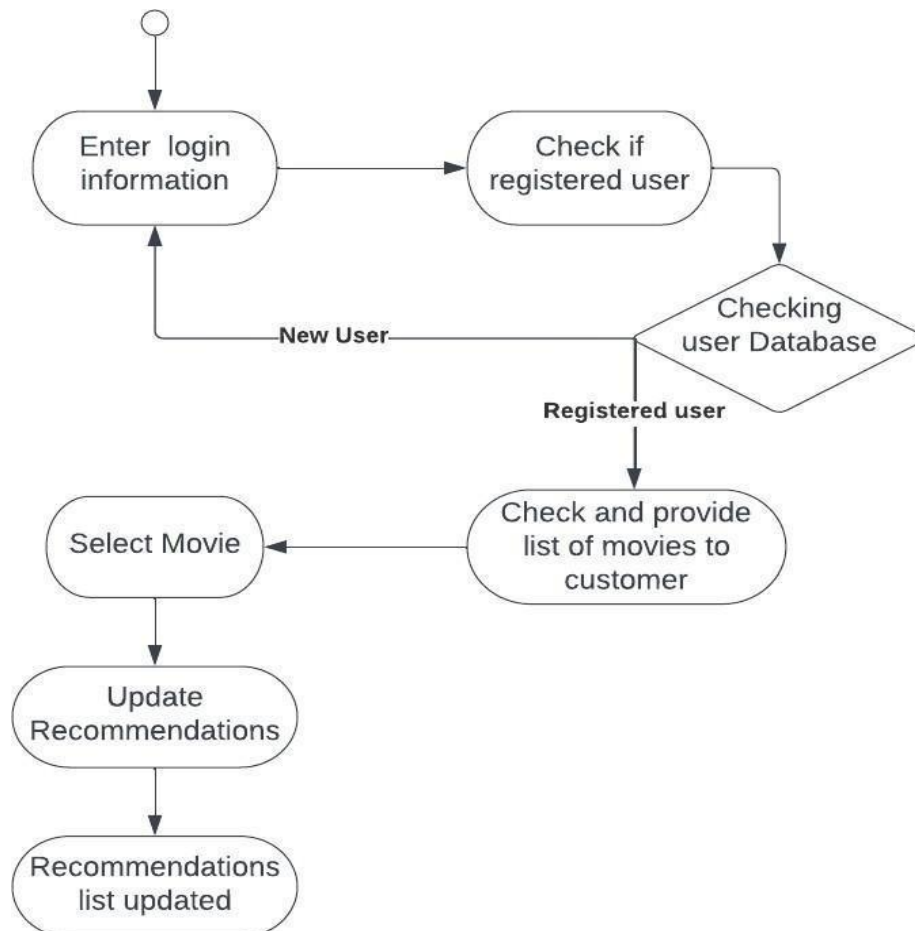 Enter login
information
Check if
registered user
Checking
user Database
New User
Registered user
Check and provide
list of movies to
customer
Select Movie
Update
Recommendations
Recommendations
list updated